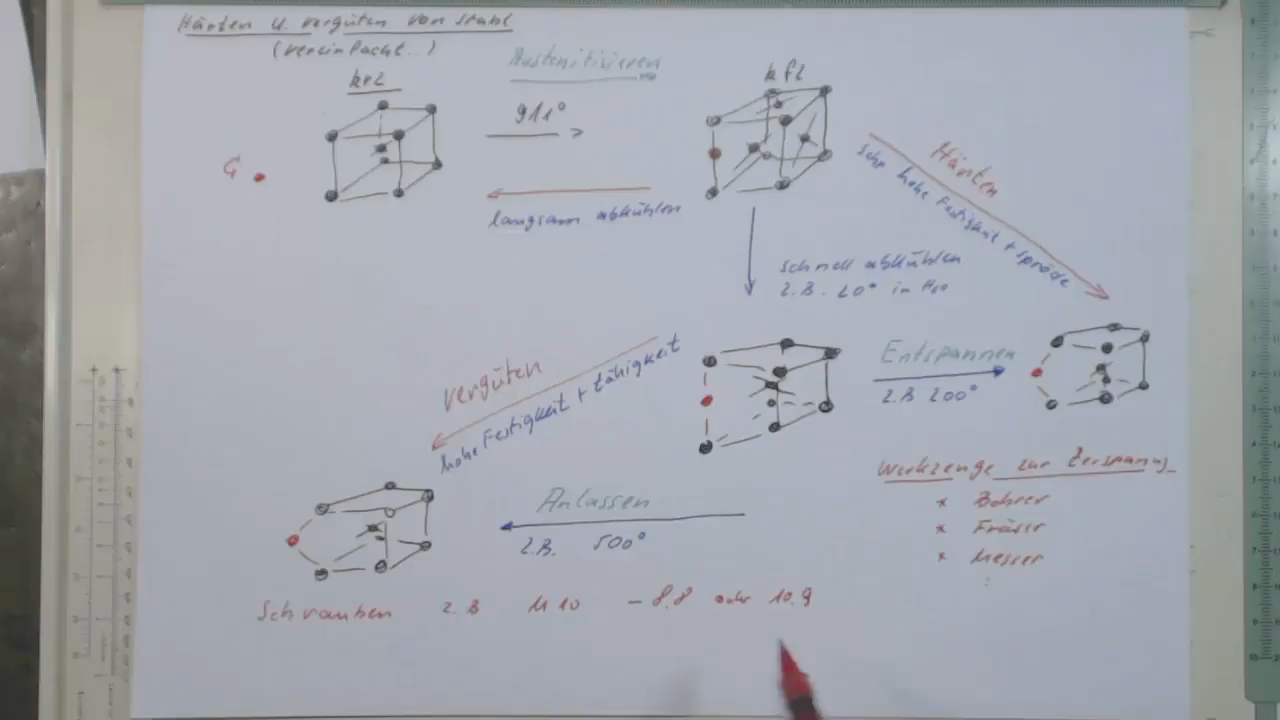 Härten u. vergüten von Stahl
(vereinfacht..)
krz
Austenitisieren
911°
kfz
C
langsam abkühlen
Härten
sehr hohe Festigkeit + spröde
schnell abkühlen
z.B. 20° in H₂O
vergüten
hohe Festigkeit + Zähigkeit
Entspannen
z.B 200°
Werkzeuge zur Zerspanung
x Bohrer
x Fräser
x Messer
:
Anlassen
z.B. 500°
Schrauben z.B M10 - 8.8 oder 10.9